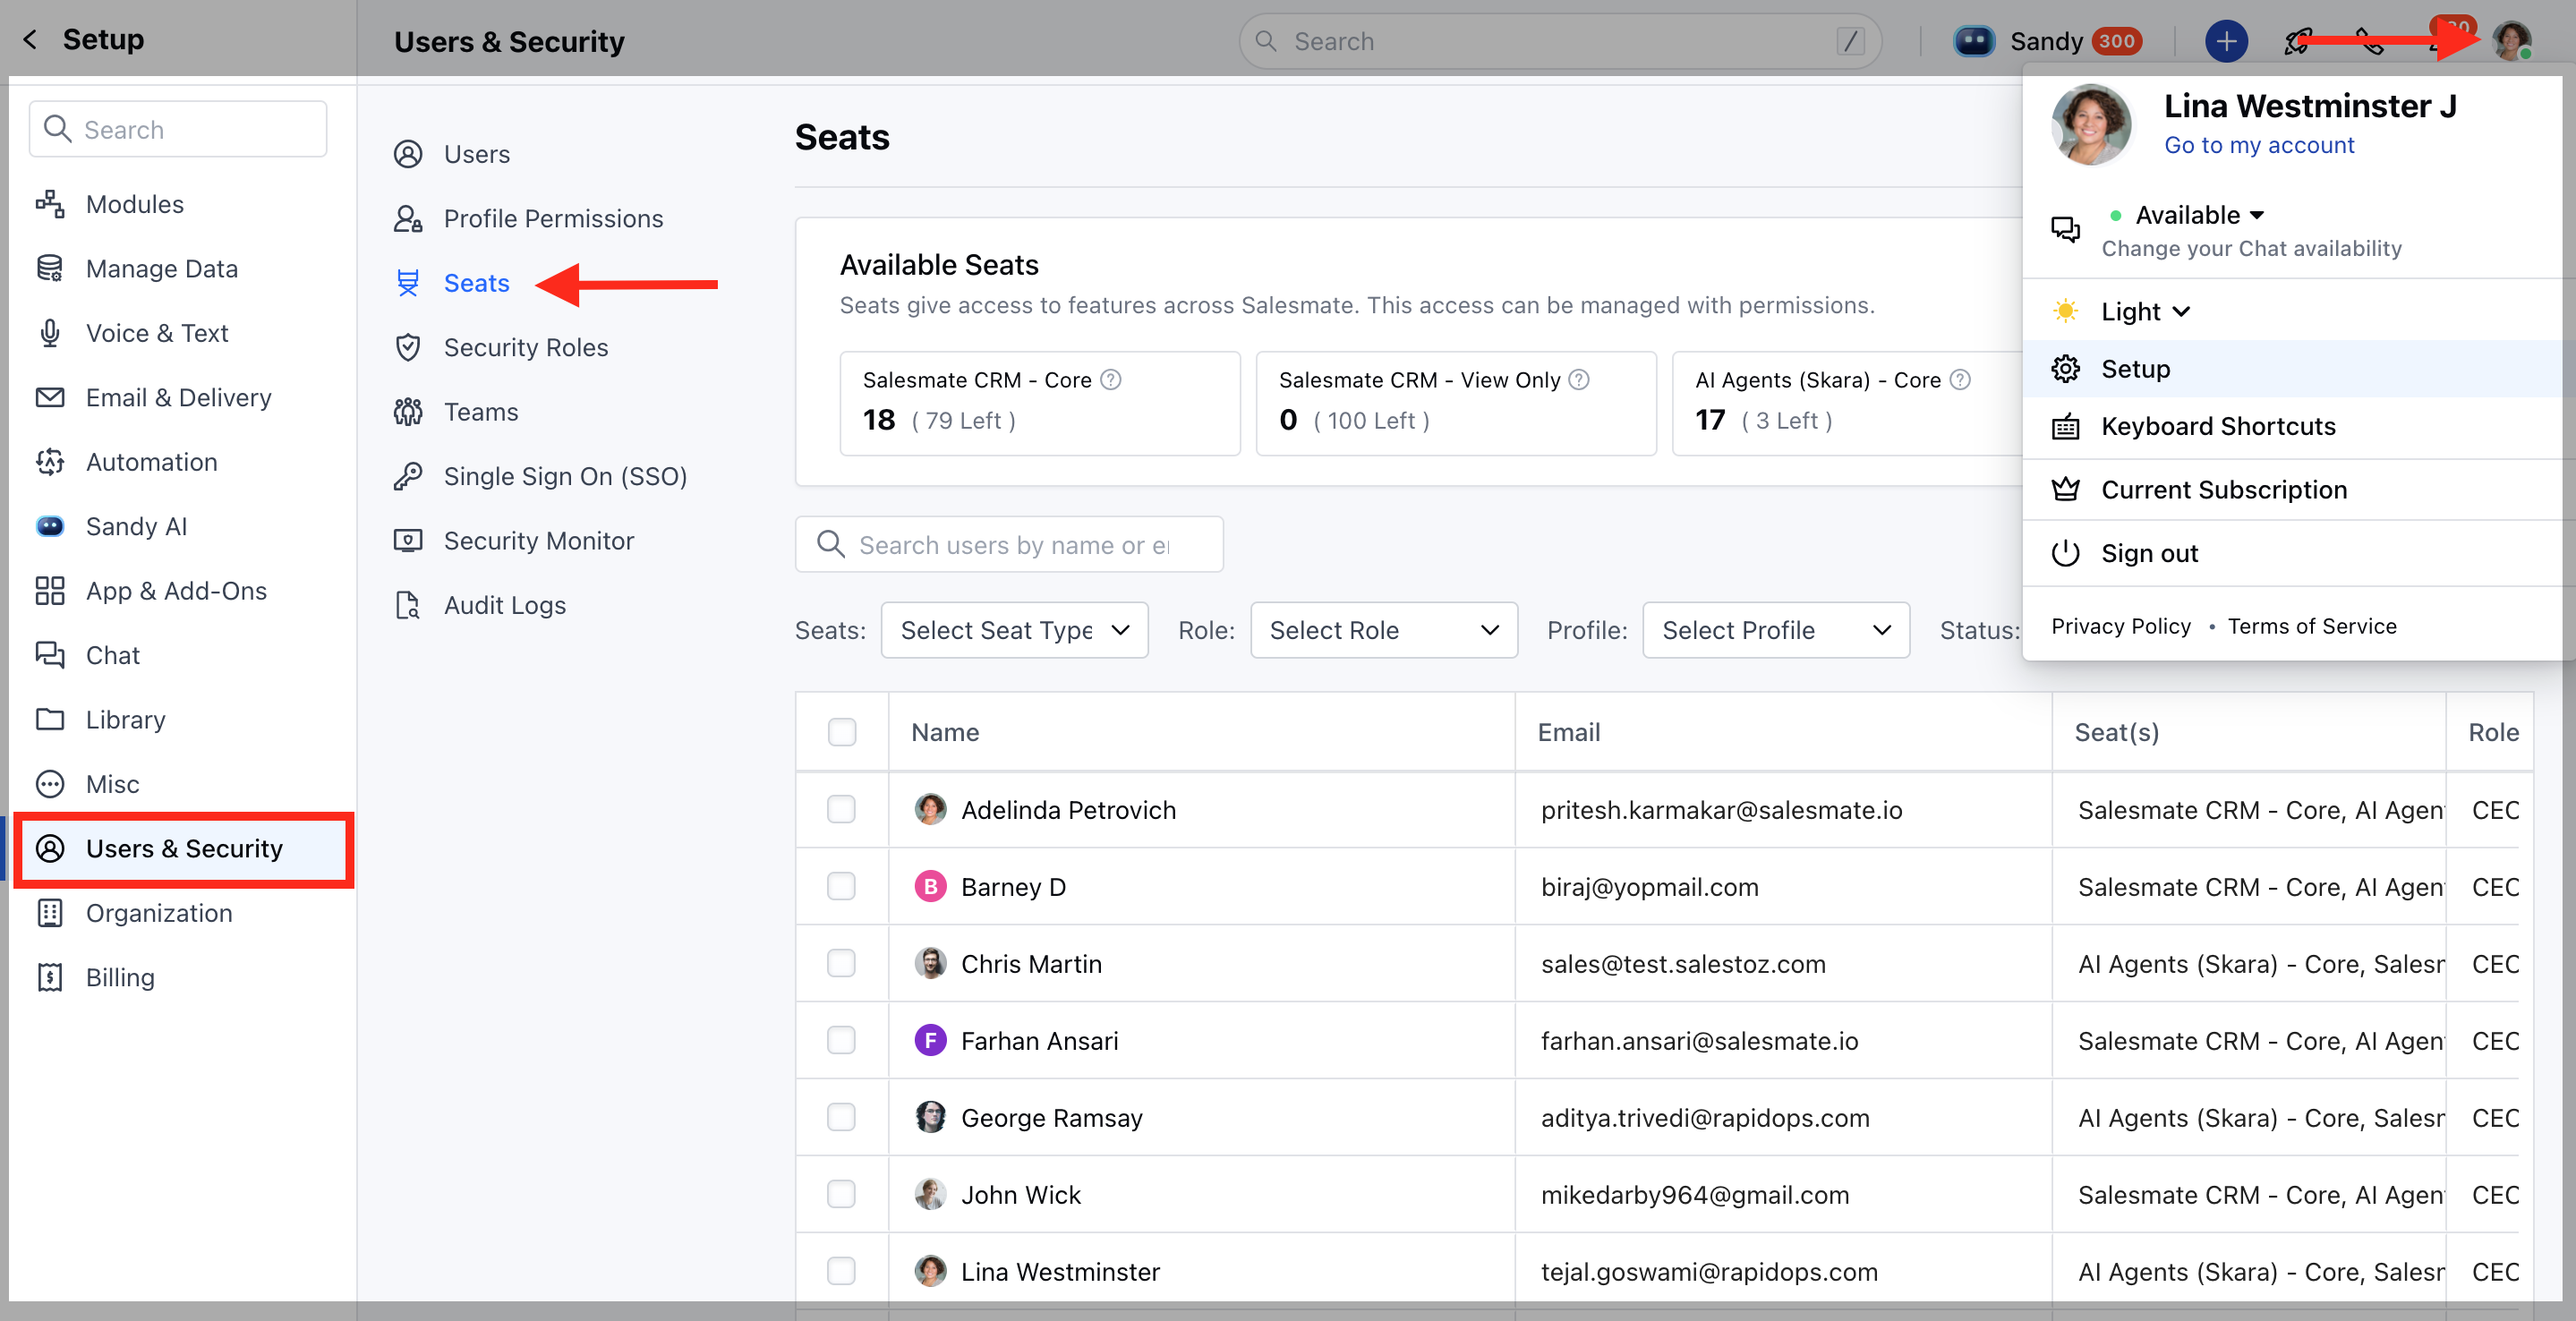 Setup
Users & Security
Search
/
Sandy 300
Search
Modules
Manage Data
Voice & Text
Email & Delivery
Automation
Sandy AI
App & Add-Ons
Chat
Library
Misc
Users & Security
Organization
Billing
Users
Profile Permissions
Seats
Security Roles
Teams
Single Sign On (SSO)
Security Monitor
Audit Logs
Seats
Available Seats
Seats give access to features across Salesmate. This access can be managed with permissions.
Salesmate CRM - Core
18 ( 79 Left )
Salesmate CRM - View Only
0 ( 100 Left )
AI Agents (Skara) - Core
17 ( 3 Left )
Search users by name or
Seats: Select Seat Type Role: Select Role Profile: Select Profile Status:
Name Email Seat(s) Role
Adelinda Petrovich pritesh.karmakar@salesmate.io Salesmate CRM - Core, AI Agen CEO
B Barney D biraj@yopmail.com Salesmate CRM - Core, AI Agen CEO
Chris Martin sales@test.salestoz.com AI Agents (Skara) - Core, Sales CEO
F Farhan Ansari farhan.ansari@salesmate.io Salesmate CRM - Core, AI Agen CEO
George Ramsay aditya.trivedi@rapidops.com AI Agents (Skara) - Core, Sales CEO
John Wick mikedarby964@gmail.com Salesmate CRM - Core, AI Agen CEO
Lina Westminster tejal.goswami@rapidops.com AI Agents (Skara) - Core, Sales CEO
Lina Westminster J
Go to my account
Available
Change your Chat availability
Light
Setup
Keyboard Shortcuts
Current Subscription
Sign out
Privacy Policy • Terms of Service